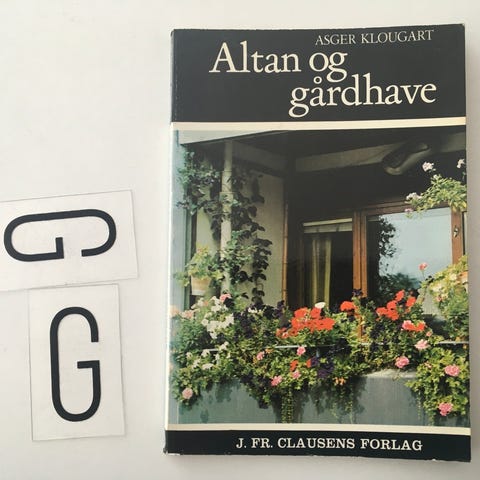 ASGER KLOUGART
Altan og
gårdhave
G
G
J. FR. CLAUSENS FORLAG